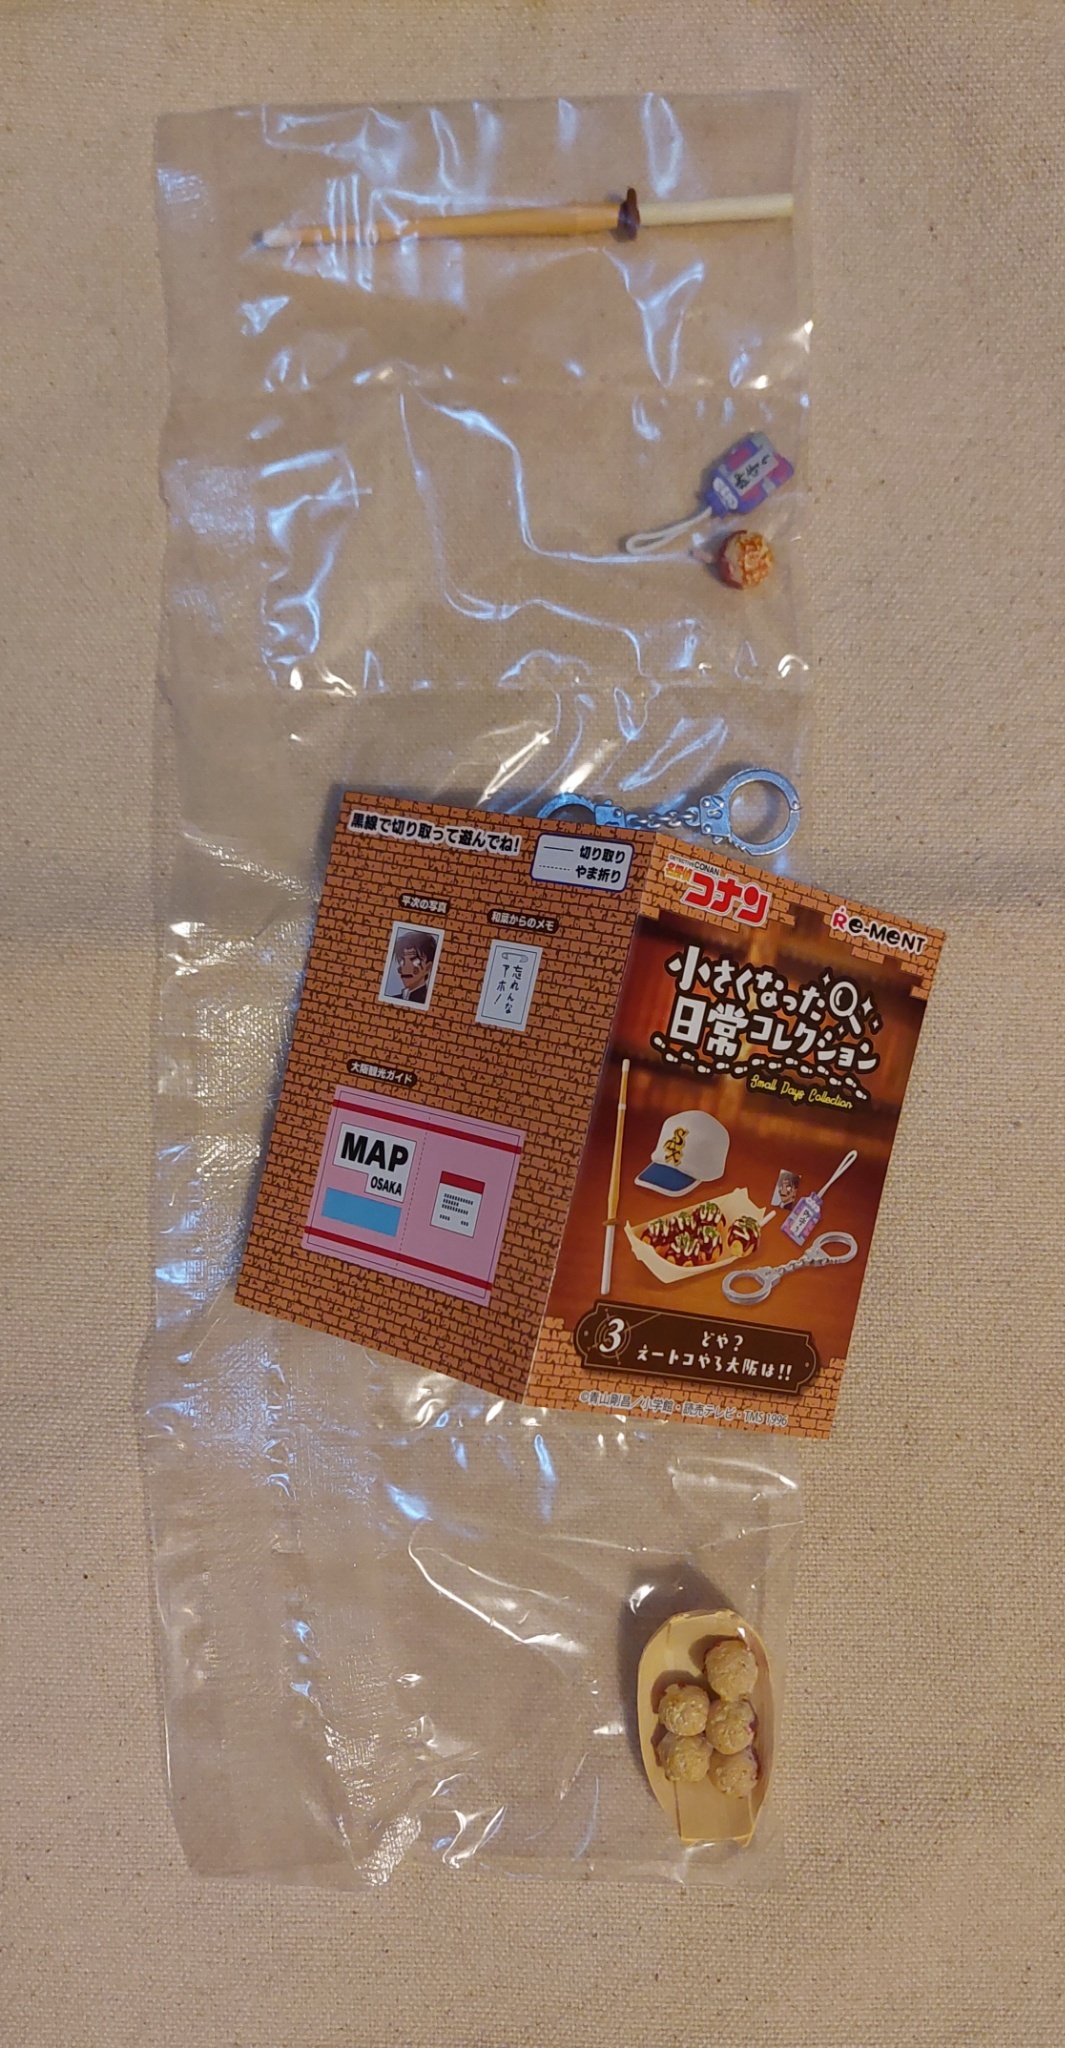 黒線で切り取って遊んでね!
切り取り
やま折り
平次の写真
和葉からのメモ
忘れんな
アホ!
大阪観光ガイド
MAP
OSAKA
DETECTIVE CONAN
名探偵
コナン
Re-MENT
小さくなった
日常コレクション
Small Days Collection
3
どや?
えートコやろ大阪は!!
©青山剛昌/小学館・読売テレビ・TMS 1996